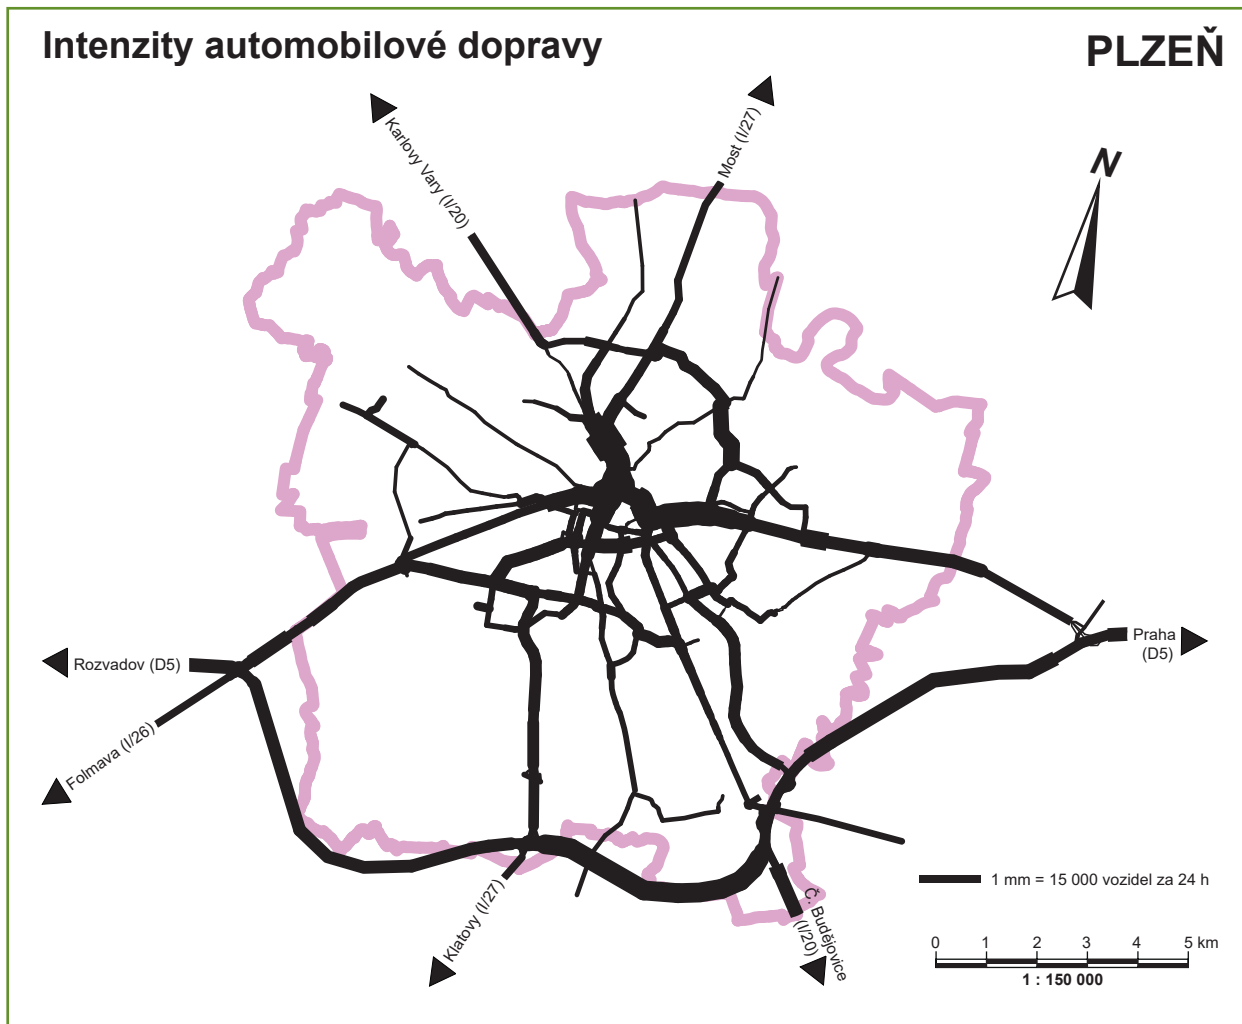 Intenzity automobilové dopravy
PLZEŇ
Karlovy Vary (I/20)
Most (I/27)
N
Rozvadov (D5)
Praha
(D5)
Folmava (I/26)
Klatovy (I/27)
Č. Budějovice
(I/20)
1 mm = 15 000 vozidel za 24 h
0 1 2 3 4 5 km
1 : 150 000